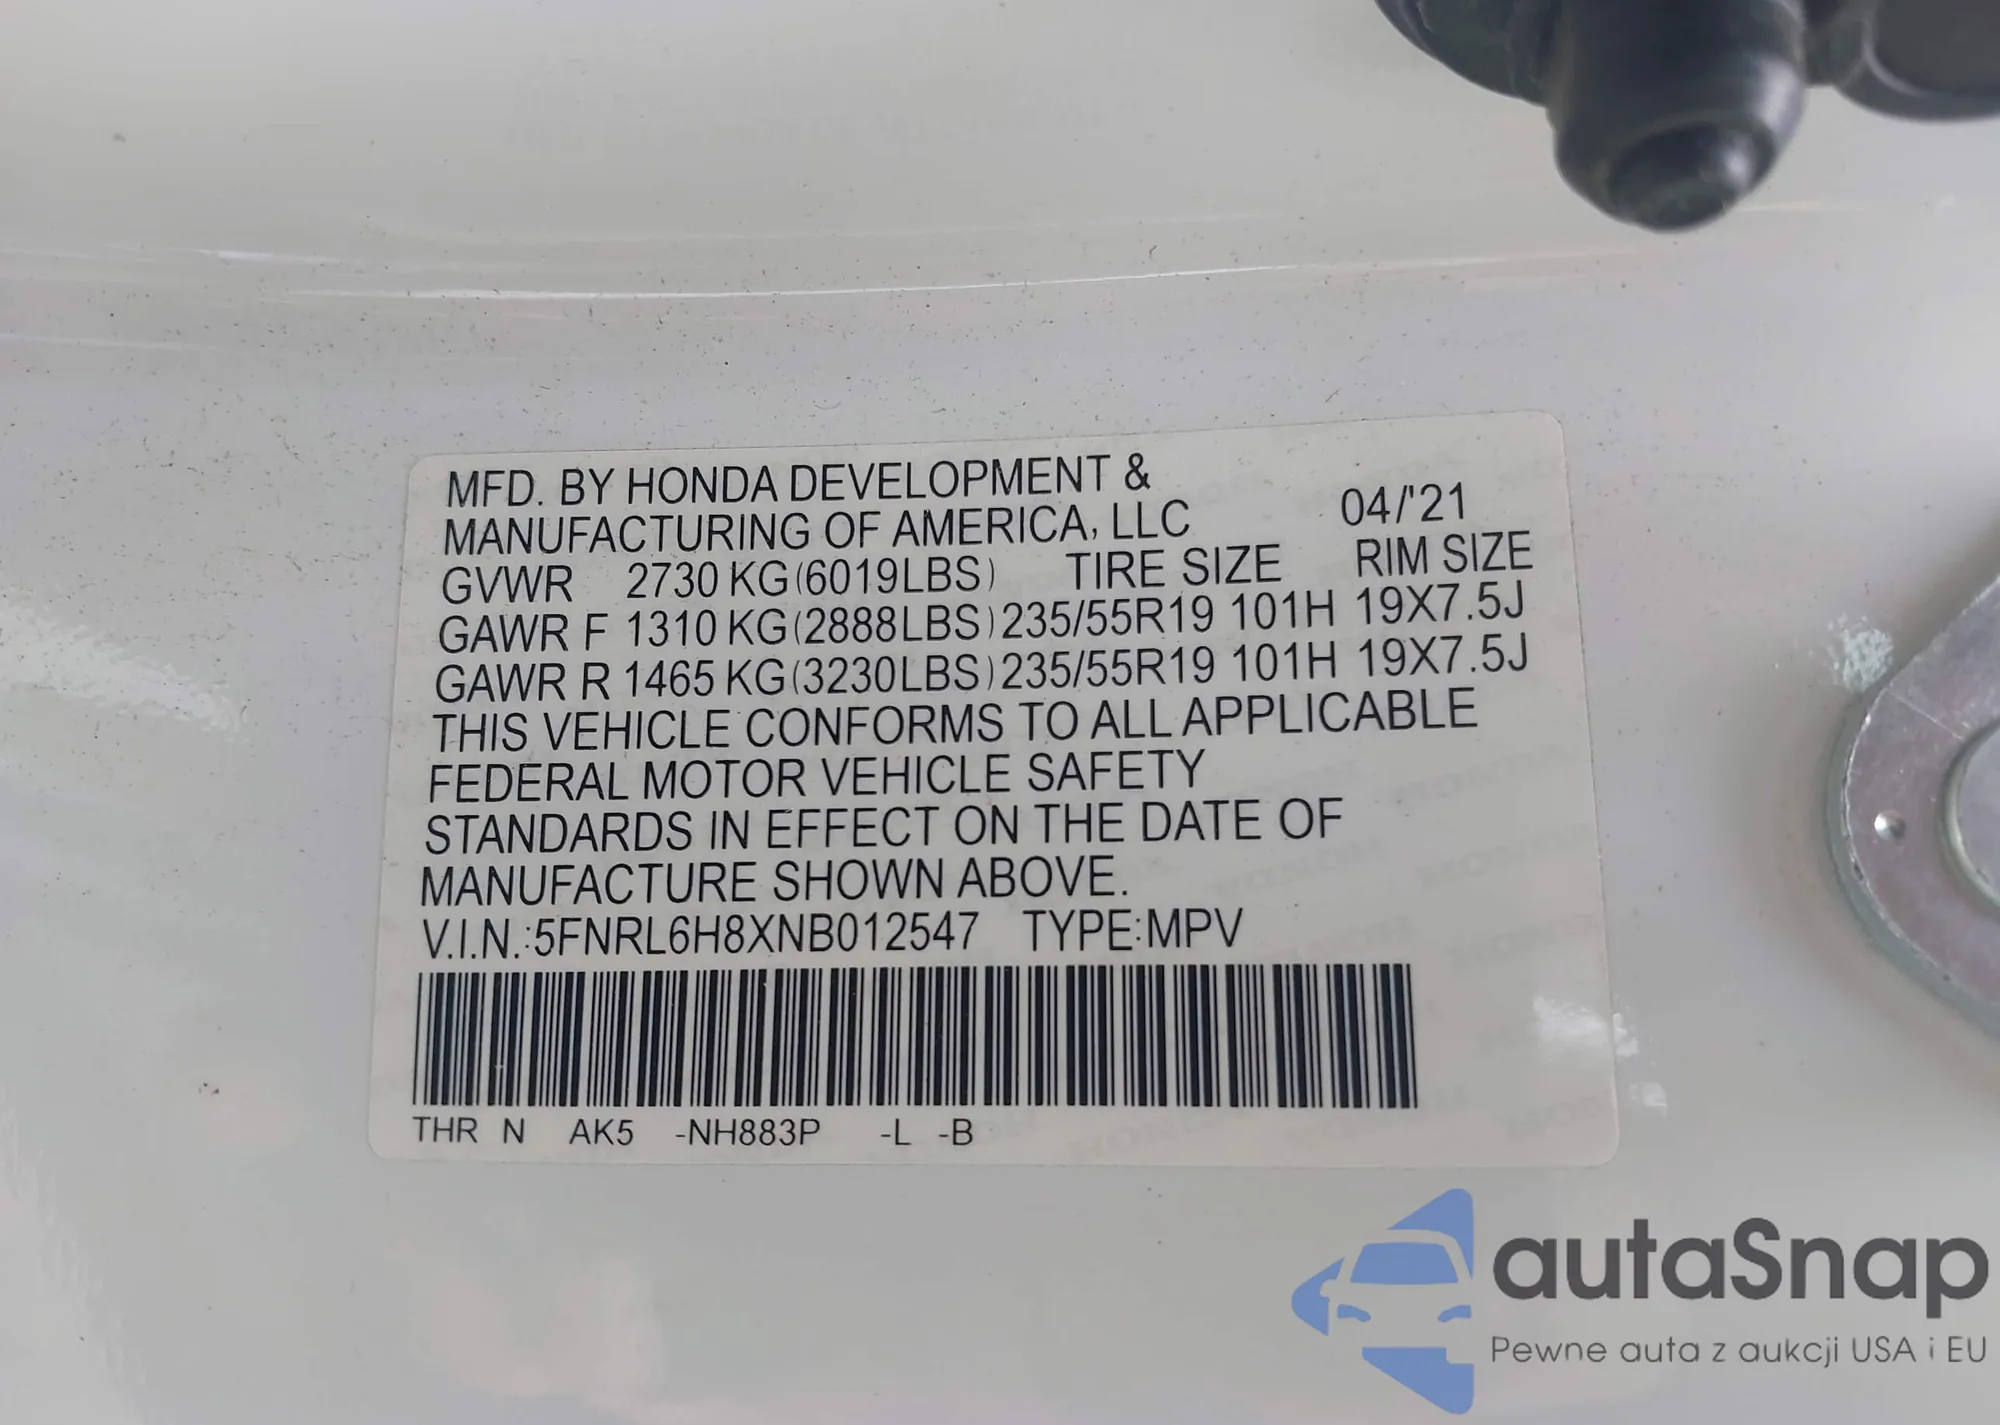 MFD. BY HONDA DEVELOPMENT &
MANUFACTURING OF AMERICA, LLC 04/'21
GVWR 2730 KG(6019LBS) TIRE SIZE RIM SIZE
GAWR F 1310 KG(2888LBS)235/55R19 101H 19X7.5J
GAWR R 1465 KG(3230LBS)235/55R19 101H 19X7.5J
THIS VEHICLE CONFORMS TO ALL APPLICABLE
FEDERAL MOTOR VEHICLE SAFETY
STANDARDS IN EFFECT ON THE DATE OF
MANUFACTURE SHOWN ABOVE.
V.I.N.:5FNRL6H8XNB012547 TYPE:MPV
THR N AK5 -NH883P -L -B
autaSnap
Pewne auta z aukcji USA i EU